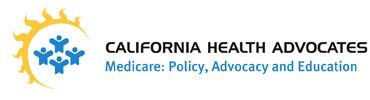 CALIFORNIA HEALTH ADVOCATES
Medicare: Policy, Advocacy and Education